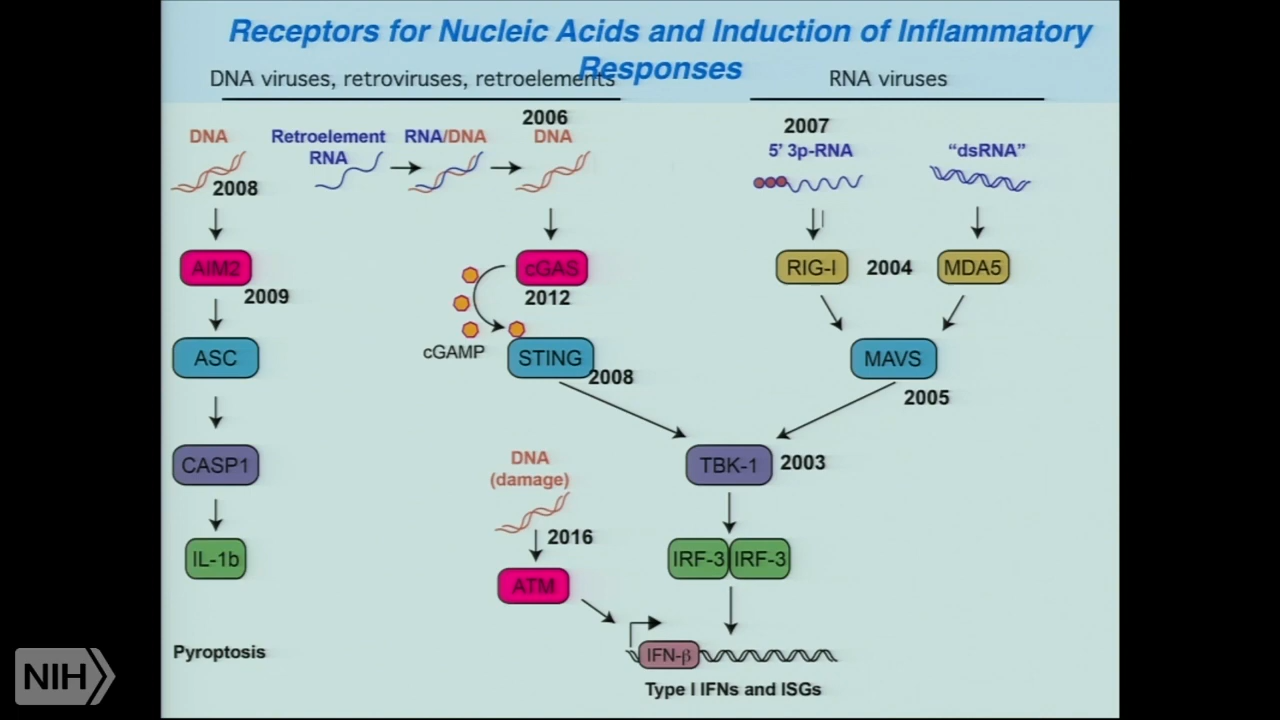 Receptors for Nucleic Acids and Induction of Inflammatory
Responses
DNA viruses, retroviruses, retroelements
RNA viruses
DNA
2008
Retroelement
RNA
RNA/DNA
2006
DNA
2007
5' 3p-RNA
“dsRNA”
AIM2
2009
cGAS
2012
RIG-I
2004
MDA5
ASC
cGAMP
STING
2008
MAVS
2005
CASP1
DNA
(damage)
TBK-1
2003
IL-1b
2016
ATM
IRF-3
IRF-3
Pyroptosis
IFN-β
Type I IFNs and ISGs
NIH